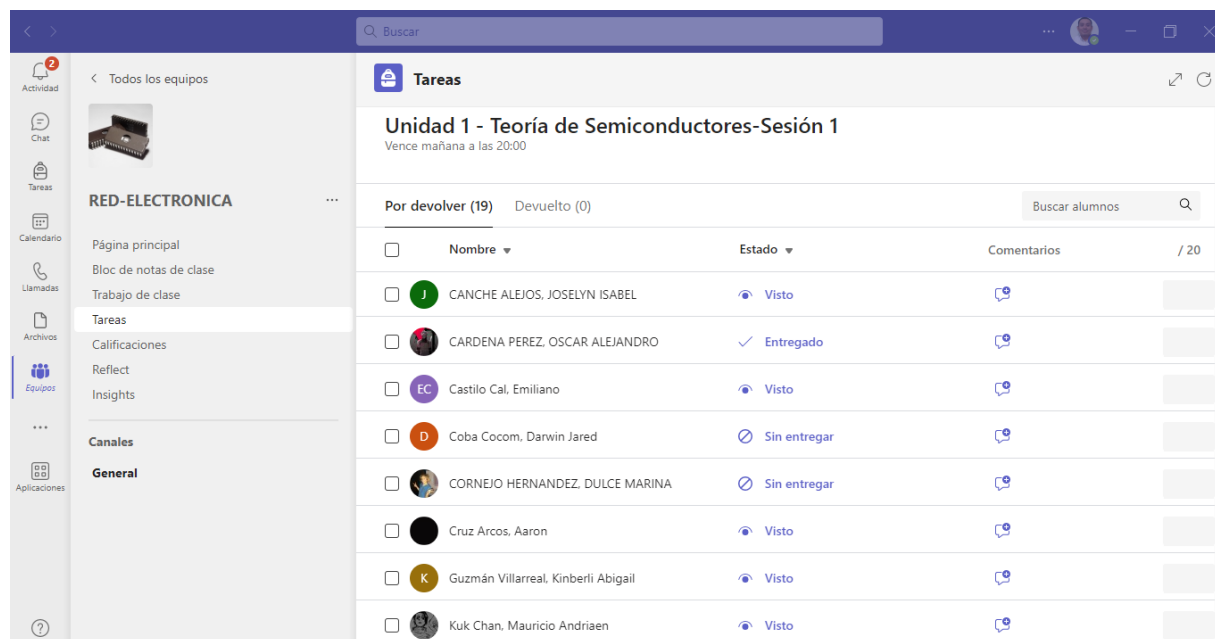 Buscar
2
Actividad
Chat
Tareas
Calendario
Llamadas
Archivos
Equipos
Aplicaciones
Todos los equipos
RED-ELECTRONICA
Página principal
Bloc de notas de clase
Trabajo de clase
Tareas
Calificaciones
Reflect
Insights
Canales
General
Tareas
Unidad 1 - Teoría de Semiconductores-Sesión 1
Vence mañana a las 20:00
Por devolver (19) Devuelto (0) Buscar alumnos
Nombre Estado Comentarios / 20
J CANCHE ALEJOS, JOSELYN ISABEL Visto
CARDENA PEREZ, OSCAR ALEJANDRO Entregado
EC Castilo Cal, Emiliano Visto
D Coba Cocom, Darwin Jared Sin entregar
CORNEJO HERNANDEZ, DULCE MARINA Sin entregar
Cruz Arcos, Aaron Visto
K Guzmán Villarreal, Kinberli Abigail Visto
Kuk Chan, Mauricio Andriaen Visto